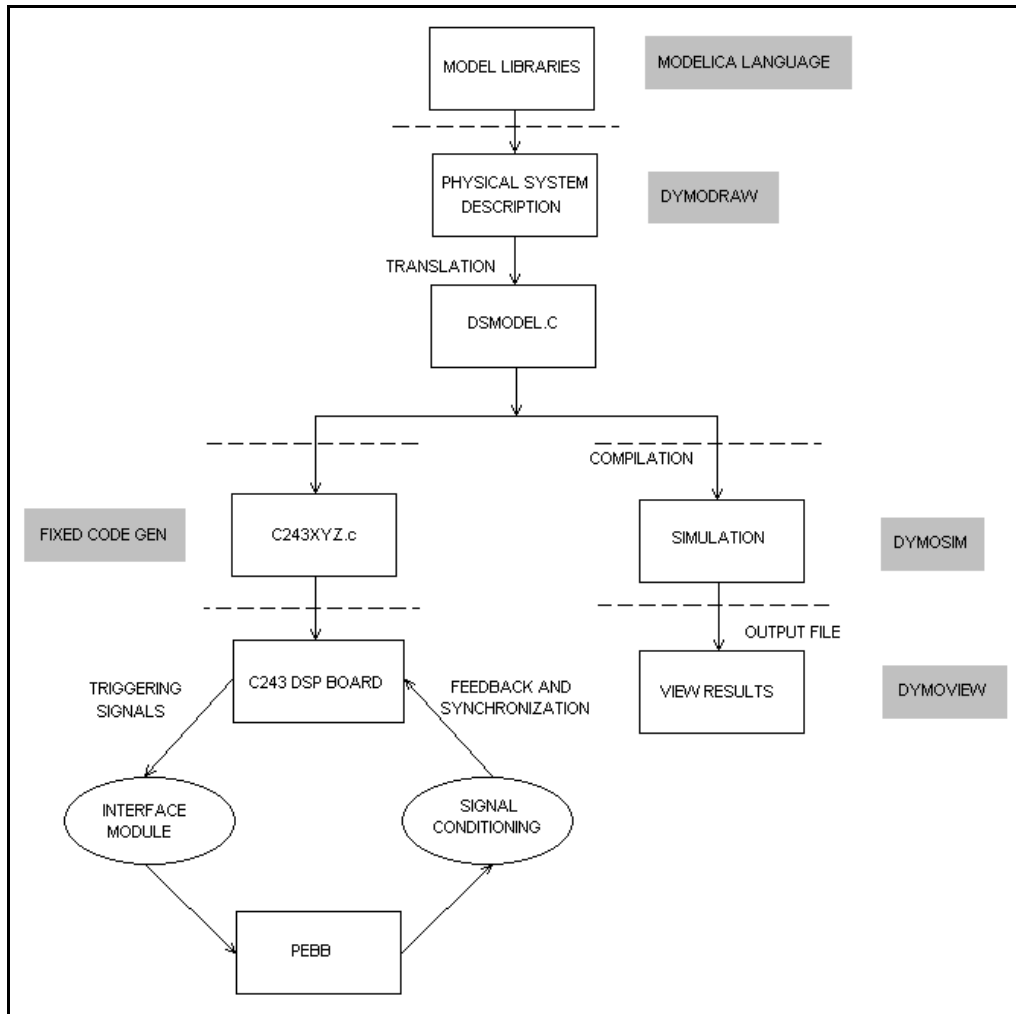 MODEL LIBRARIES
MODELICA LANGUAGE
PHYSICAL SYSTEM
DESCRIPTION
DYMODRAW
TRANSLATION
DSMODEL.C
COMPILATION
FIXED CODE GEN
C243XYZ.c
SIMULATION
DYMOSIM
OUTPUT FILE
C243 DSP BOARD
TRIGGERING
SIGNALS
FEEDBACK AND
SYNCHRONIZATION
VIEW RESULTS
DYMOVIEW
INTERFACE
MODULE
SIGNAL
CONDITIONING
PEBB